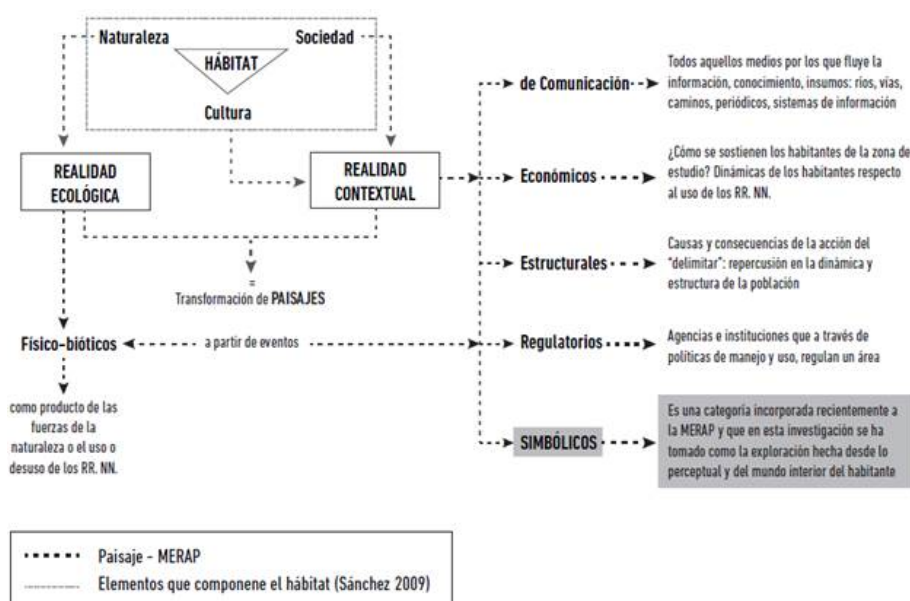 Naturaleza
Sociedad
HÁBITAT
Cultura
REALIDAD
ECOLÓGICA
REALIDAD
CONTEXTUAL
=
Transformación de PAISAJES
Físico-bióticos
a partir de eventos
como producto de las
fuerzas de la
naturaleza o el uso o
desuso de los RR. NN.
de Comunicación
Todos aquellos medios por los que fluye la
información, conocimiento, insumos: ríos, vías,
caminos, periódicos, sistemas de información
Económicos
¿Cómo se sostienen los habitantes de la zona de
estudio? Dinámicas de los habitantes respecto
al uso de los RR. NN.
Estructurales
Causas y consecuencias de la acción del
"delimitar": repercusión en la dinámica y
estructura de la población
Regulatorios
Agencias e instituciones que a través de
políticas de manejo y uso, regulan un área
SIMBÓLICOS
Es una categoría incorporada recientemente a
la MERAP y que en esta investigación se ha
tomado como la exploración hecha desde lo
perceptual y del mundo interior del habitante
Paisaje - MERAP
Elementos que componene el hábitat (Sánchez 2009)